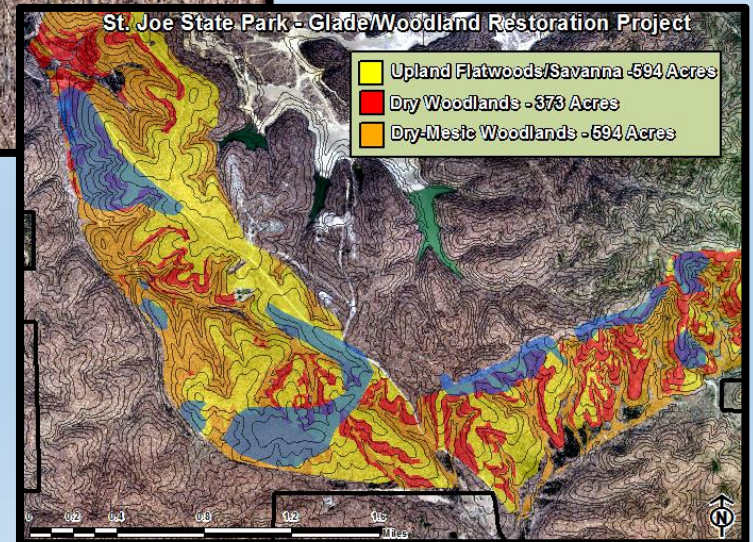 St. Joe State Park - Glade/Woodland Restoration Project
Upland Flatwoods/Savanna -594 Acres
Dry Woodlands - 373 Acres
Dry-Mesic Woodlands - 594 Acres
0 0.2 0.4 0.8 1.2 1.6
Miles
N